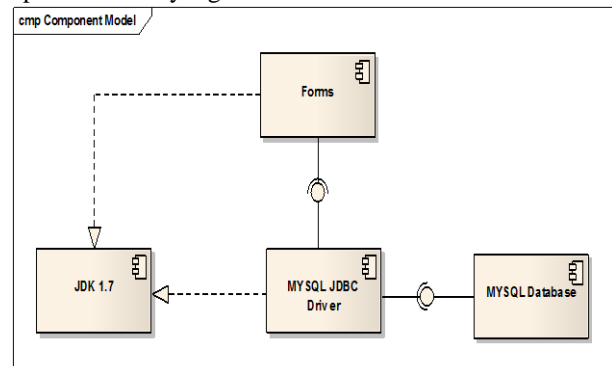 cmp Component Model
Forms
JDK 1.7
MYSQL JDBC
Driver
MYSQL Database